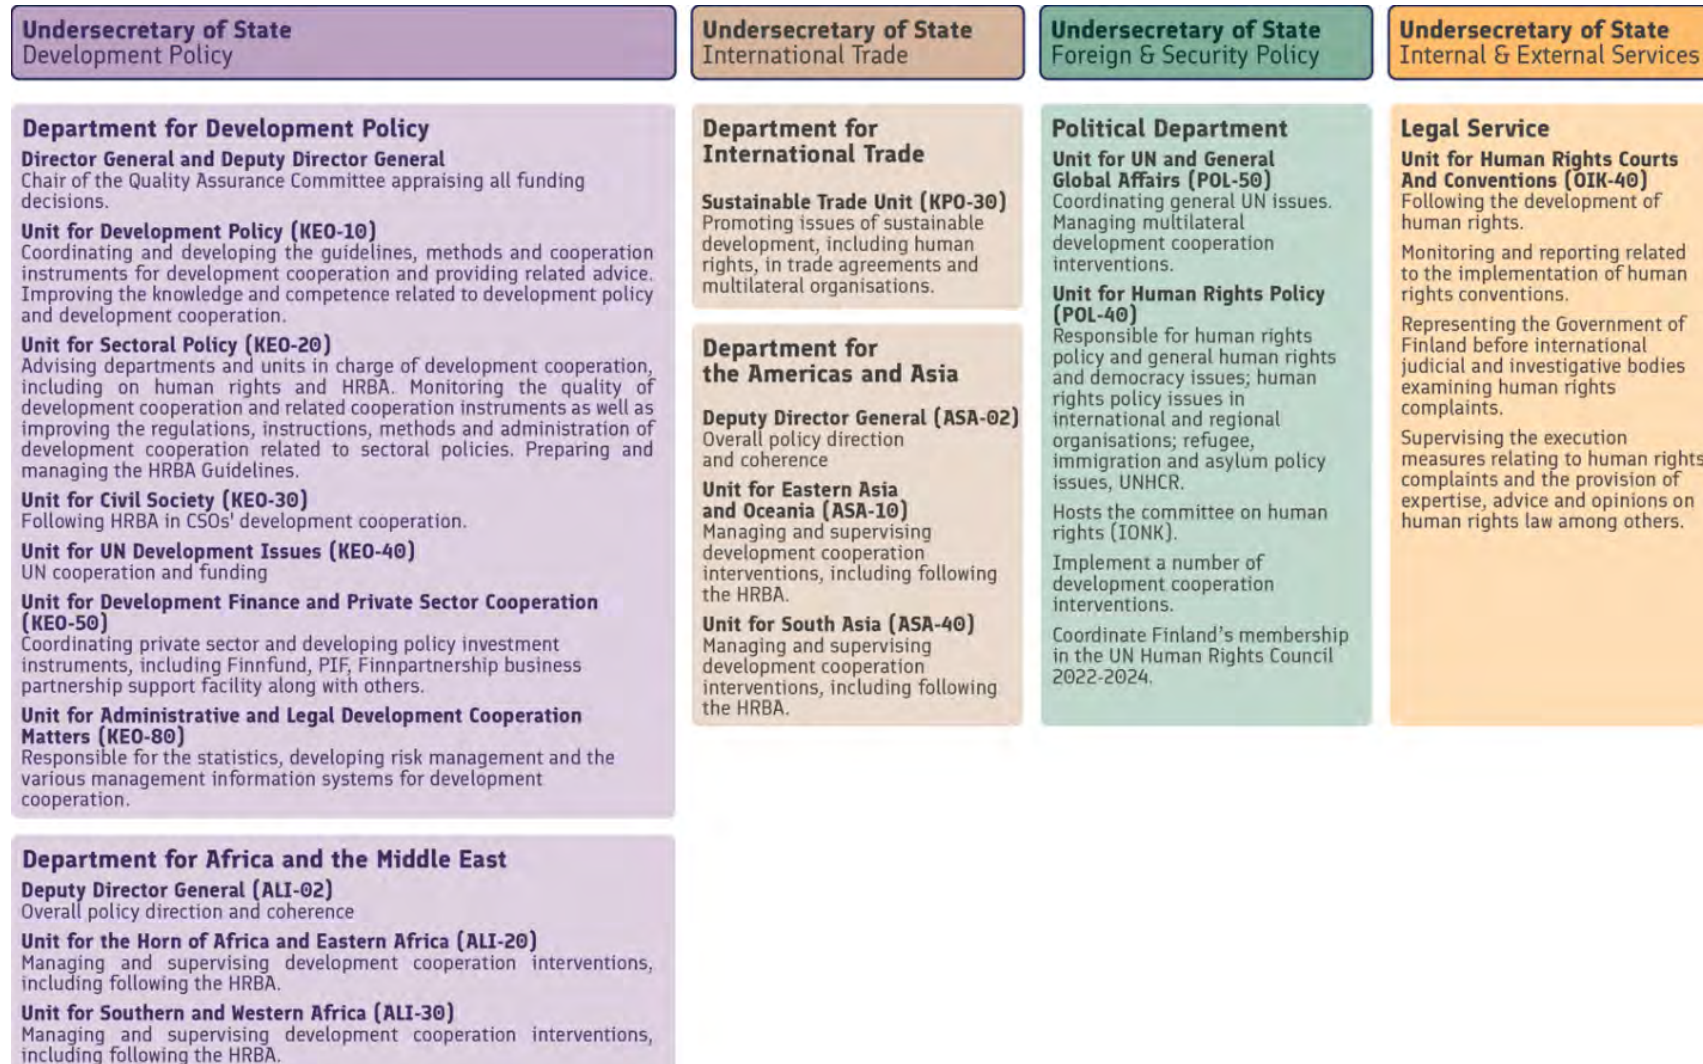 Undersecretary of State
Development Policy
Department for Development Policy
Director General and Deputy Director General
Chair of the Quality Assurance Committee appraising all funding
decisions.
Unit for Development Policy (KEO-10)
Coordinating and developing the guidelines, methods and cooperation
instruments for development cooperation and providing related advice.
Improving the knowledge and competence related to development policy
and development cooperation.
Unit for Sectoral Policy (KEO-20)
Advising departments and units in charge of development cooperation,
including on human rights and HRBA. Monitoring the quality of
development cooperation and related cooperation instruments as well as
improving the regulations, instructions, methods and administration of
development cooperation related to sectoral policies. Preparing and
managing the HRBA Guidelines.
Unit for Civil Society (KEO-30)
Following HRBA in CSOs' development cooperation.
Unit for UN Development Issues (KEO-40)
UN cooperation and funding
Unit for Development Finance and Private Sector Cooperation
(KEO-50)
Coordinating private sector and developing policy investment
instruments, including Finnfund, PIF, Finnpartnership business
partnership support facility along with others.
Unit for Administrative and Legal Development Cooperation
Matters (KEO-80)
Responsible for the statistics, developing risk management and the
various management information systems for development
cooperation.
Department for Africa and the Middle East
Deputy Director General (ALI-02)
Overall policy direction and coherence
Unit for the Horn of Africa and Eastern Africa (ALI-20)
Managing and supervising development cooperation interventions,
including following the HRBA.
Unit for Southern and Western Africa (ALI-30)
Managing and supervising development cooperation interventions,
including following the HRBA.
Undersecretary of State
International Trade
Department for
International Trade
Sustainable Trade Unit (KPO-30)
Promoting issues of sustainable
development, including human
rights, in trade agreements and
multilateral organisations.
Department for
the Americas and Asia
Deputy Director General (ASA-02)
Overall policy direction
and coherence
Unit for Eastern Asia
and Oceania (ASA-10)
Managing and supervising
development cooperation
interventions, including following
the HRBA.
Unit for South Asia (ASA-40)
Managing and supervising
development cooperation
interventions, including following
the HRBA.
Undersecretary of State
Foreign & Security Policy
Political Department
Unit for UN and General
Global Affairs (POL-50)
Coordinating general UN issues.
Managing multilateral
development cooperation
interventions.
Unit for Human Rights Policy
(POL-40)
Responsible for human rights
policy and general human rights
and democracy issues; human
rights policy issues in
international and regional
organisations; refugee,
immigration and asylum policy
issues, UNHCR.
Hosts the committee on human
rights (IONK).
Implement a number of
development cooperation
interventions.
Coordinate Finland's membership
in the UN Human Rights Council
2022-2024.
Undersecretary of State
Internal & External Services
Legal Service
Unit for Human Rights Courts
And Conventions (OIK-40)
Following the development of
human rights.
Monitoring and reporting related
to the implementation of human
rights conventions.
Representing the Government of
Finland before international
judicial and investigative bodies
examining human rights
complaints.
Supervising the execution
measures relating to human rights
complaints and the provision of
expertise, advice and opinions on
human rights law among others.